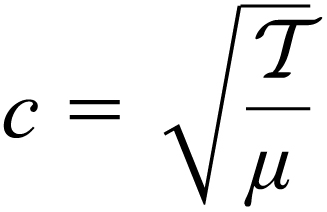 c = √(𝒯/μ)